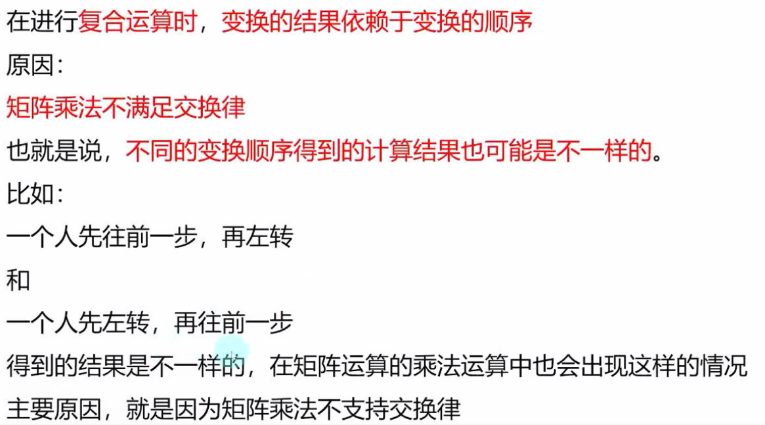 在进行复合运算时，变换的结果依赖于变换的顺序
原因：
矩阵乘法不满足交换律
也就是说，不同的变换顺序得到的计算结果也可能是不一样的。
比如：
一个人先往前一步，再左转
和
一个人先左转，再往前一步
得到的结果是不一样的，在矩阵运算的乘法运算中也会出现这样的情况
主要原因，就是因为矩阵乘法不支持交换律